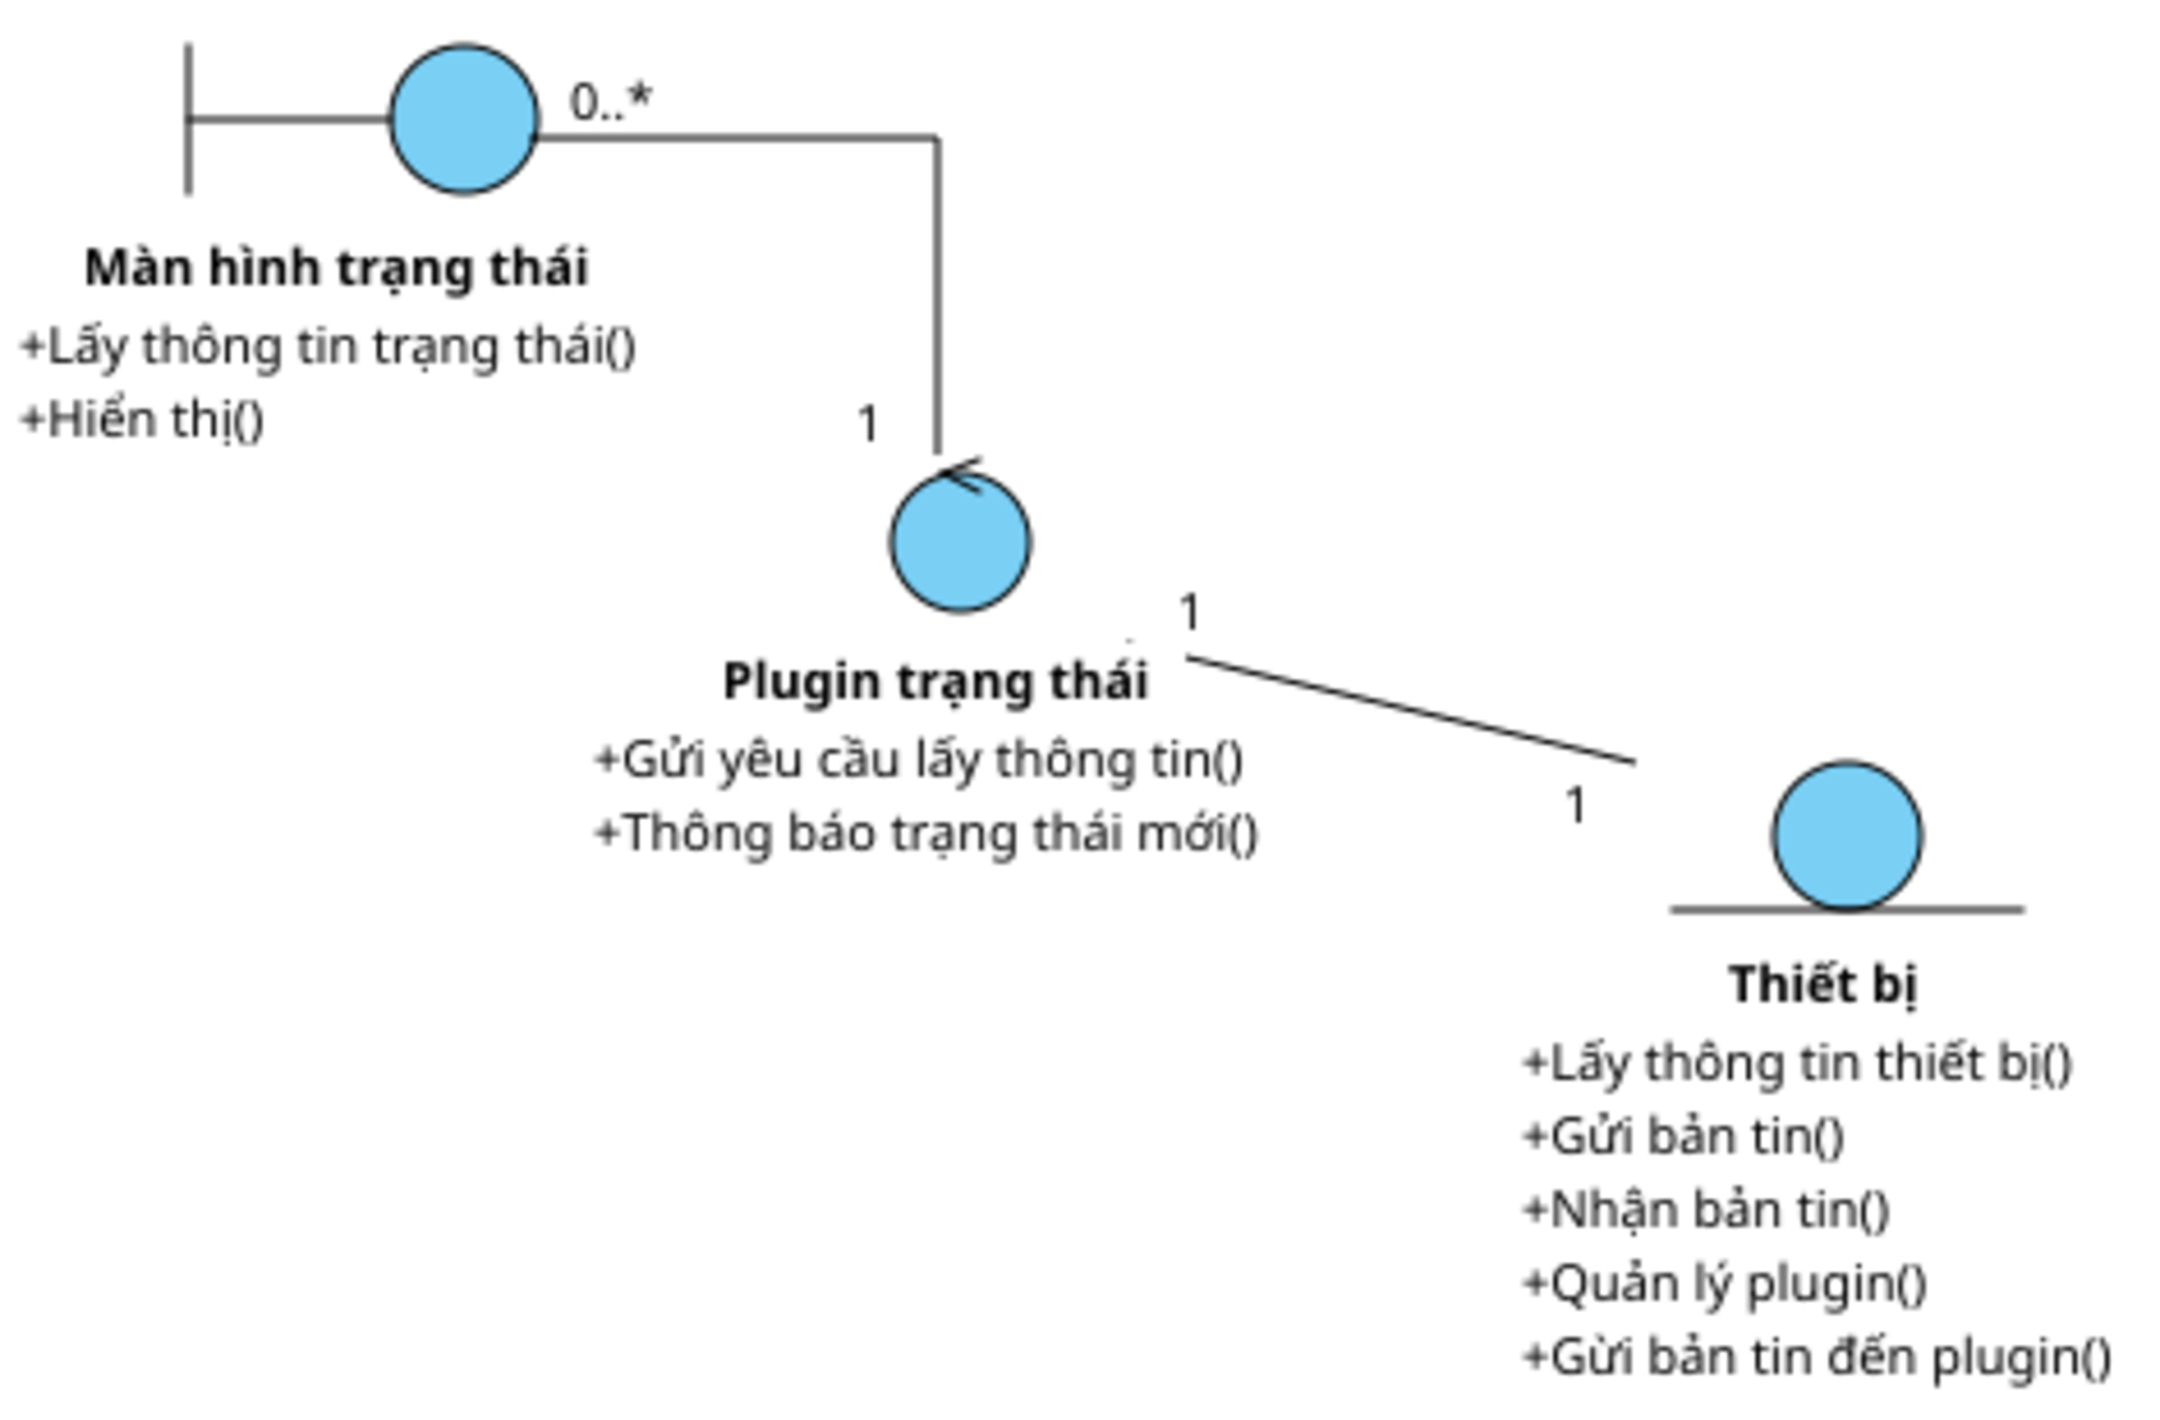 0..*
Màn hình trạng thái
+Lấy thông tin trạng thái()
+Hiển thị()
1
1
Plugin trạng thái
+Gửi yêu cầu lấy thông tin()
+Thông báo trạng thái mới()
1
Thiết bị
+Lấy thông tin thiết bị()
+Gửi bản tin()
+Nhận bản tin()
+Quản lý plugin()
+Gừi bản tin đến plugin()